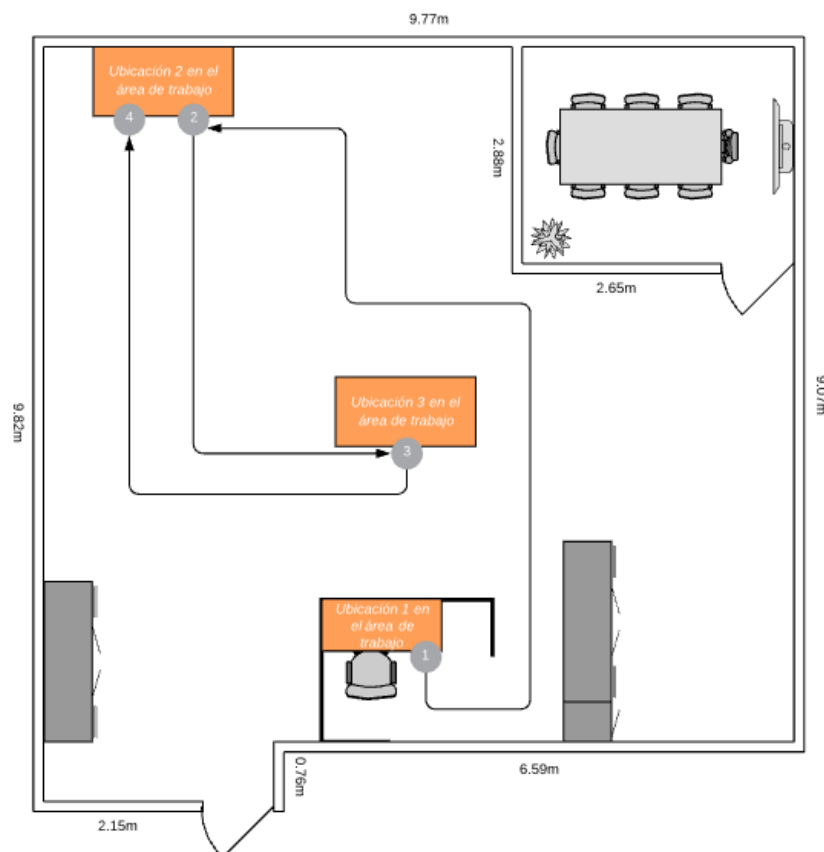 9.77m
Ubicación 2 en el
área de trabajo
4
2
2.88m
2.65m
Ubicación 3 en el
área de trabajo
3
9.82m
9.07m
Ubicación 1 en
el área de
trabajo
1
0.76m
6.59m
2.15m